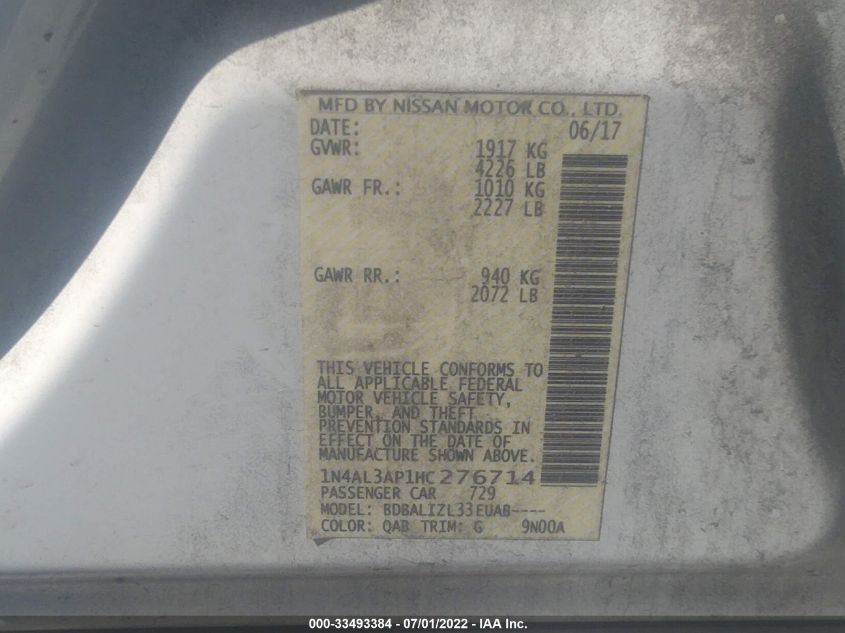 MFD BY NISSAN MOTOR CO., LTD.
DATE: 06/17
GVWR: 1917 KG
4226 LB
GAWR FR.: 1010 KG
2227 LB
GAWR RR.: 940 KG
2072 LB
THIS VEHICLE CONFORMS TO
ALL APPLICABLE FEDERAL
MOTOR VEHICLE SAFETY,
BUMPER, AND THEFT
PREVENTION STANDARDS IN
EFFECT ON THE DATE OF
MANUFACTURE SHOWN ABOVE.
1N4AL3AP1HC276714
PASSENGER CAR 729
MODEL: BDBALIZL33EUAB----
COLOR: QAB TRIM: G 9N00A
000-33493384 - 07/01/2022 - IAA Inc.